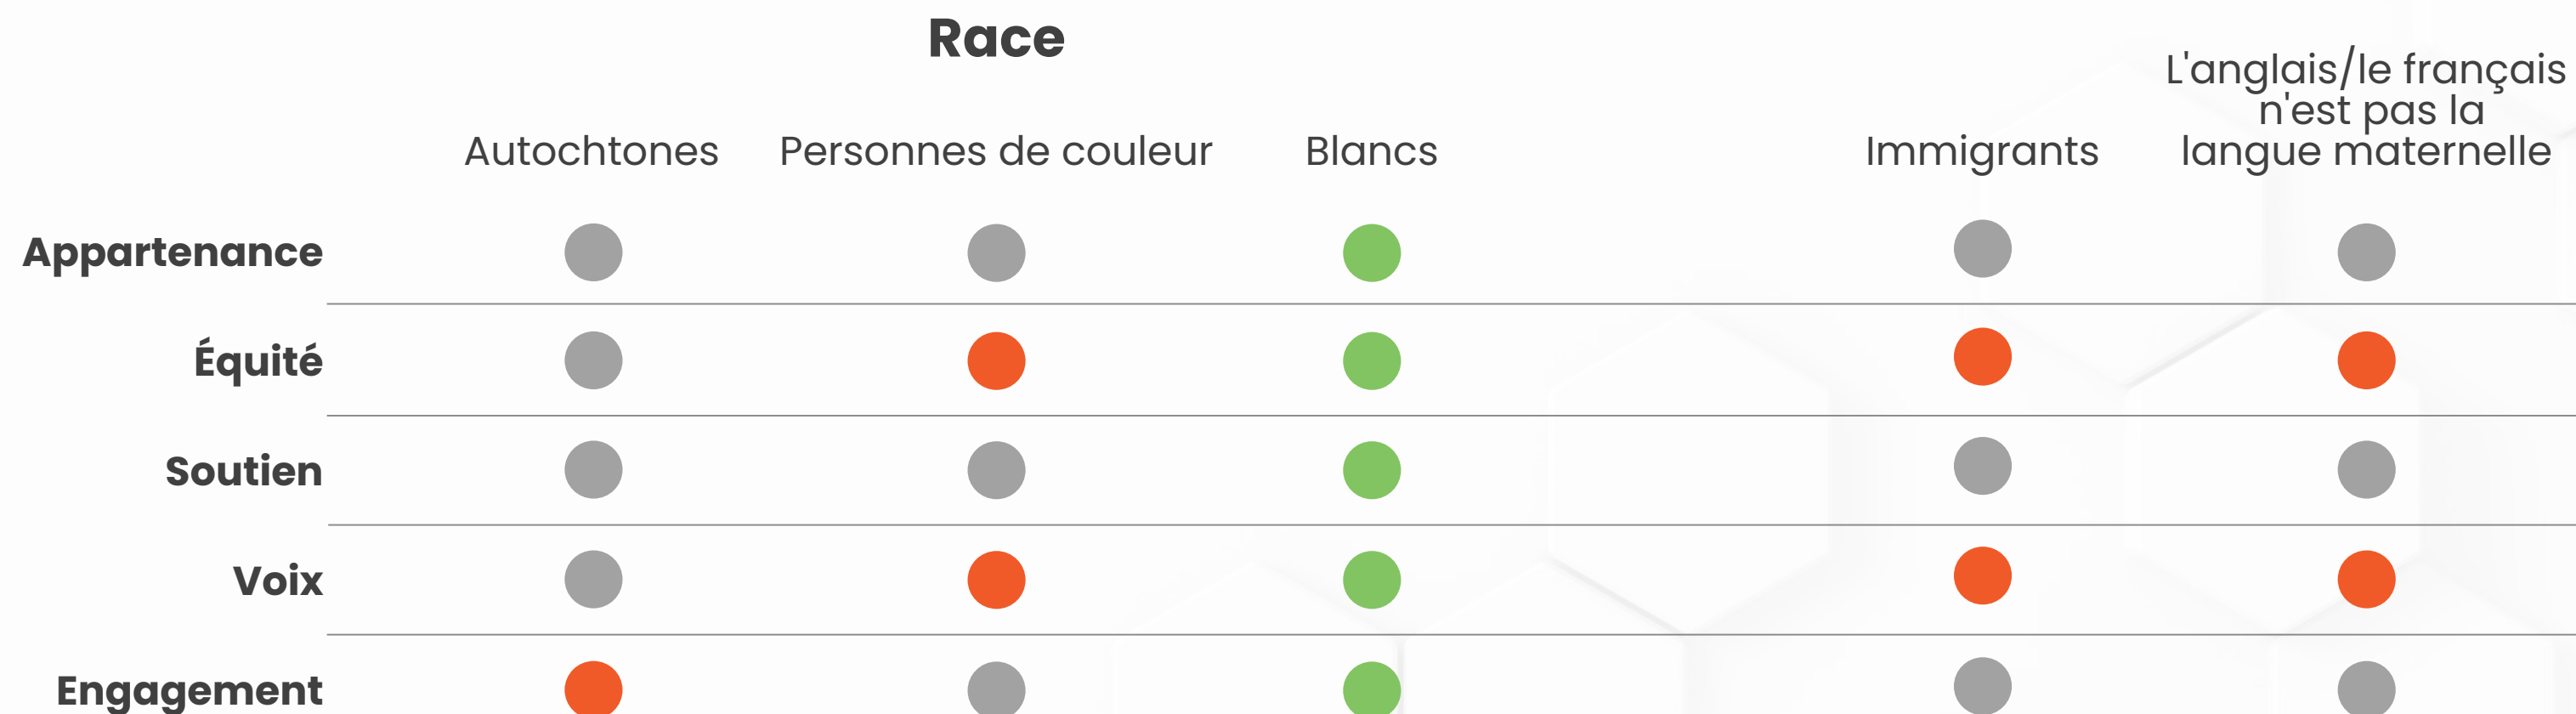 Race
L'anglais/le français
n'est pas la
langue maternelle
Autochtones Personnes de couleur Blancs Immigrants
Appartenance
Équité
Soutien
Voix
Engagement